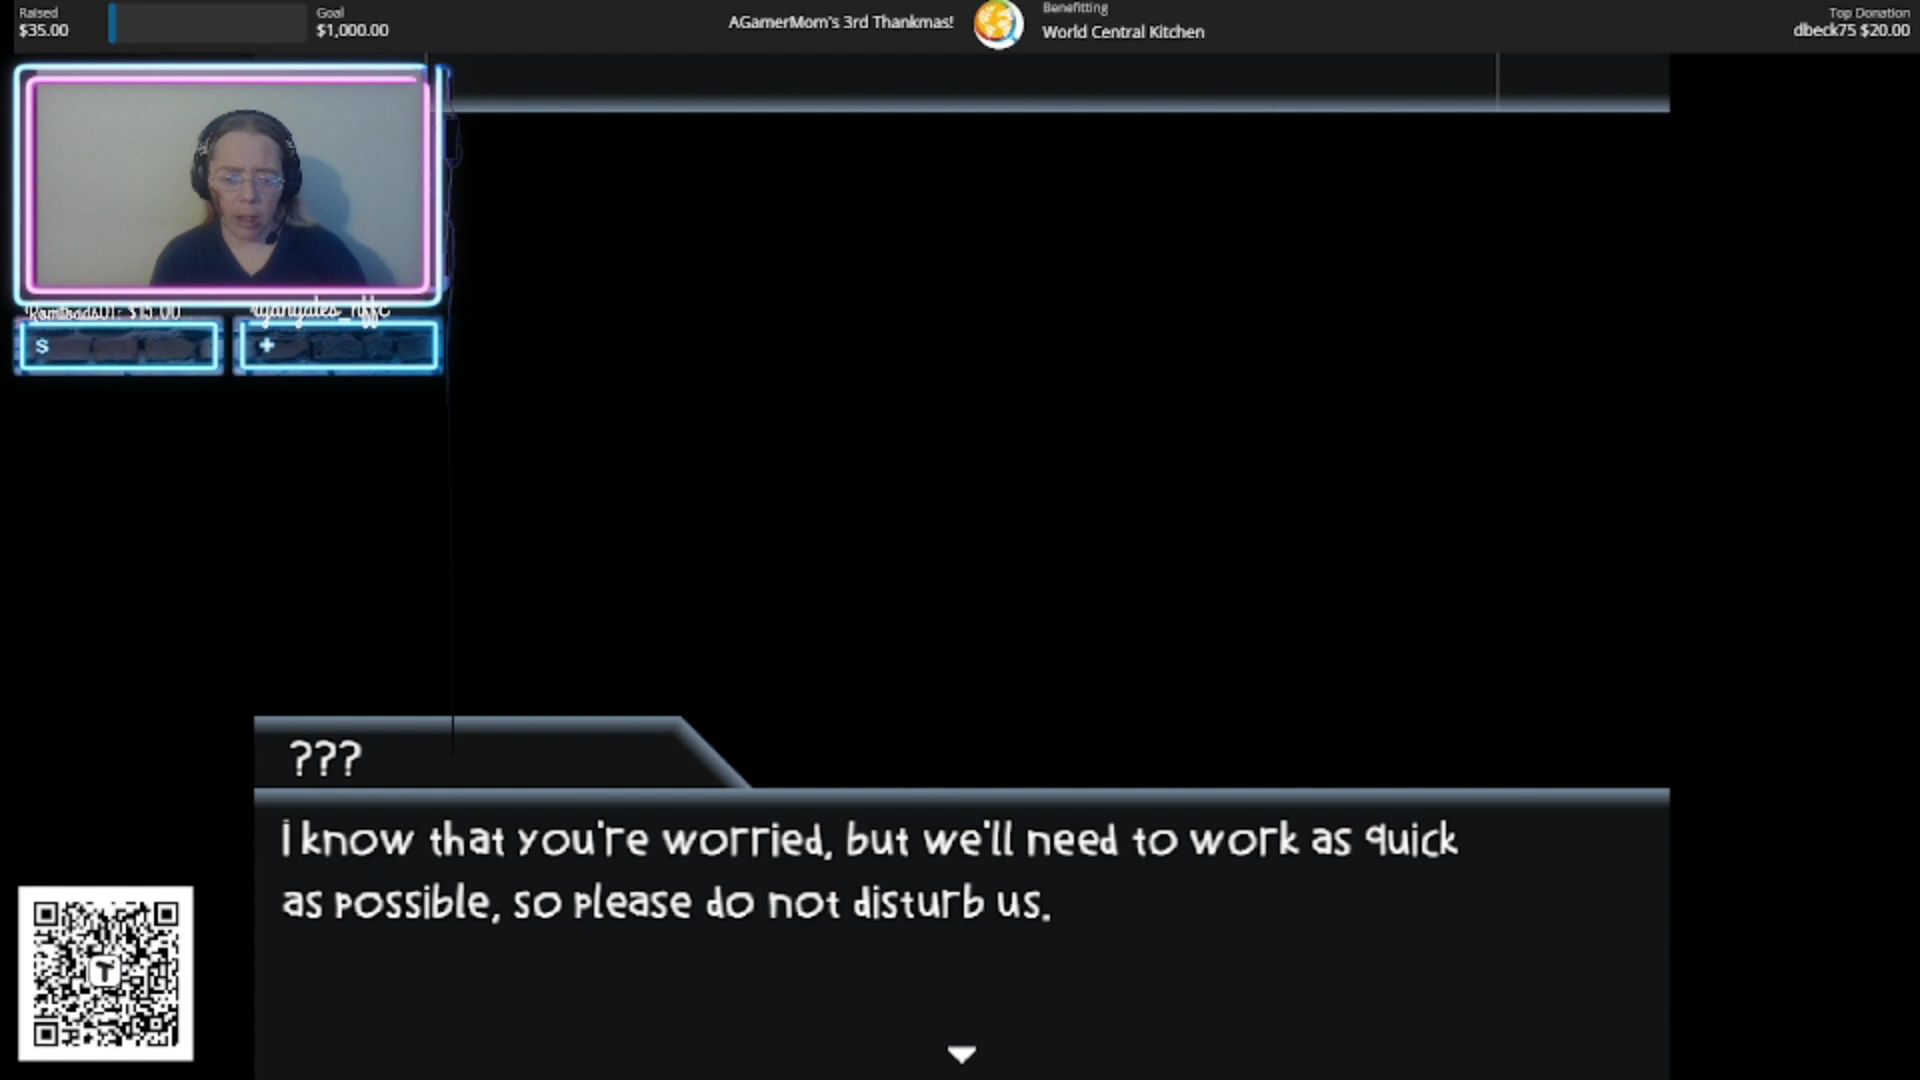 Raised
$35.00
Goal
$1,000.00
AGamerMom's 3rd Thankmas!
Benefitting
World Central Kitchen
Top Donation
dbeck75 $20.00
$15.00
$
+
???
I know that you're worried, but we'll need to work as quick
as possible, so please do not disturb us.
T